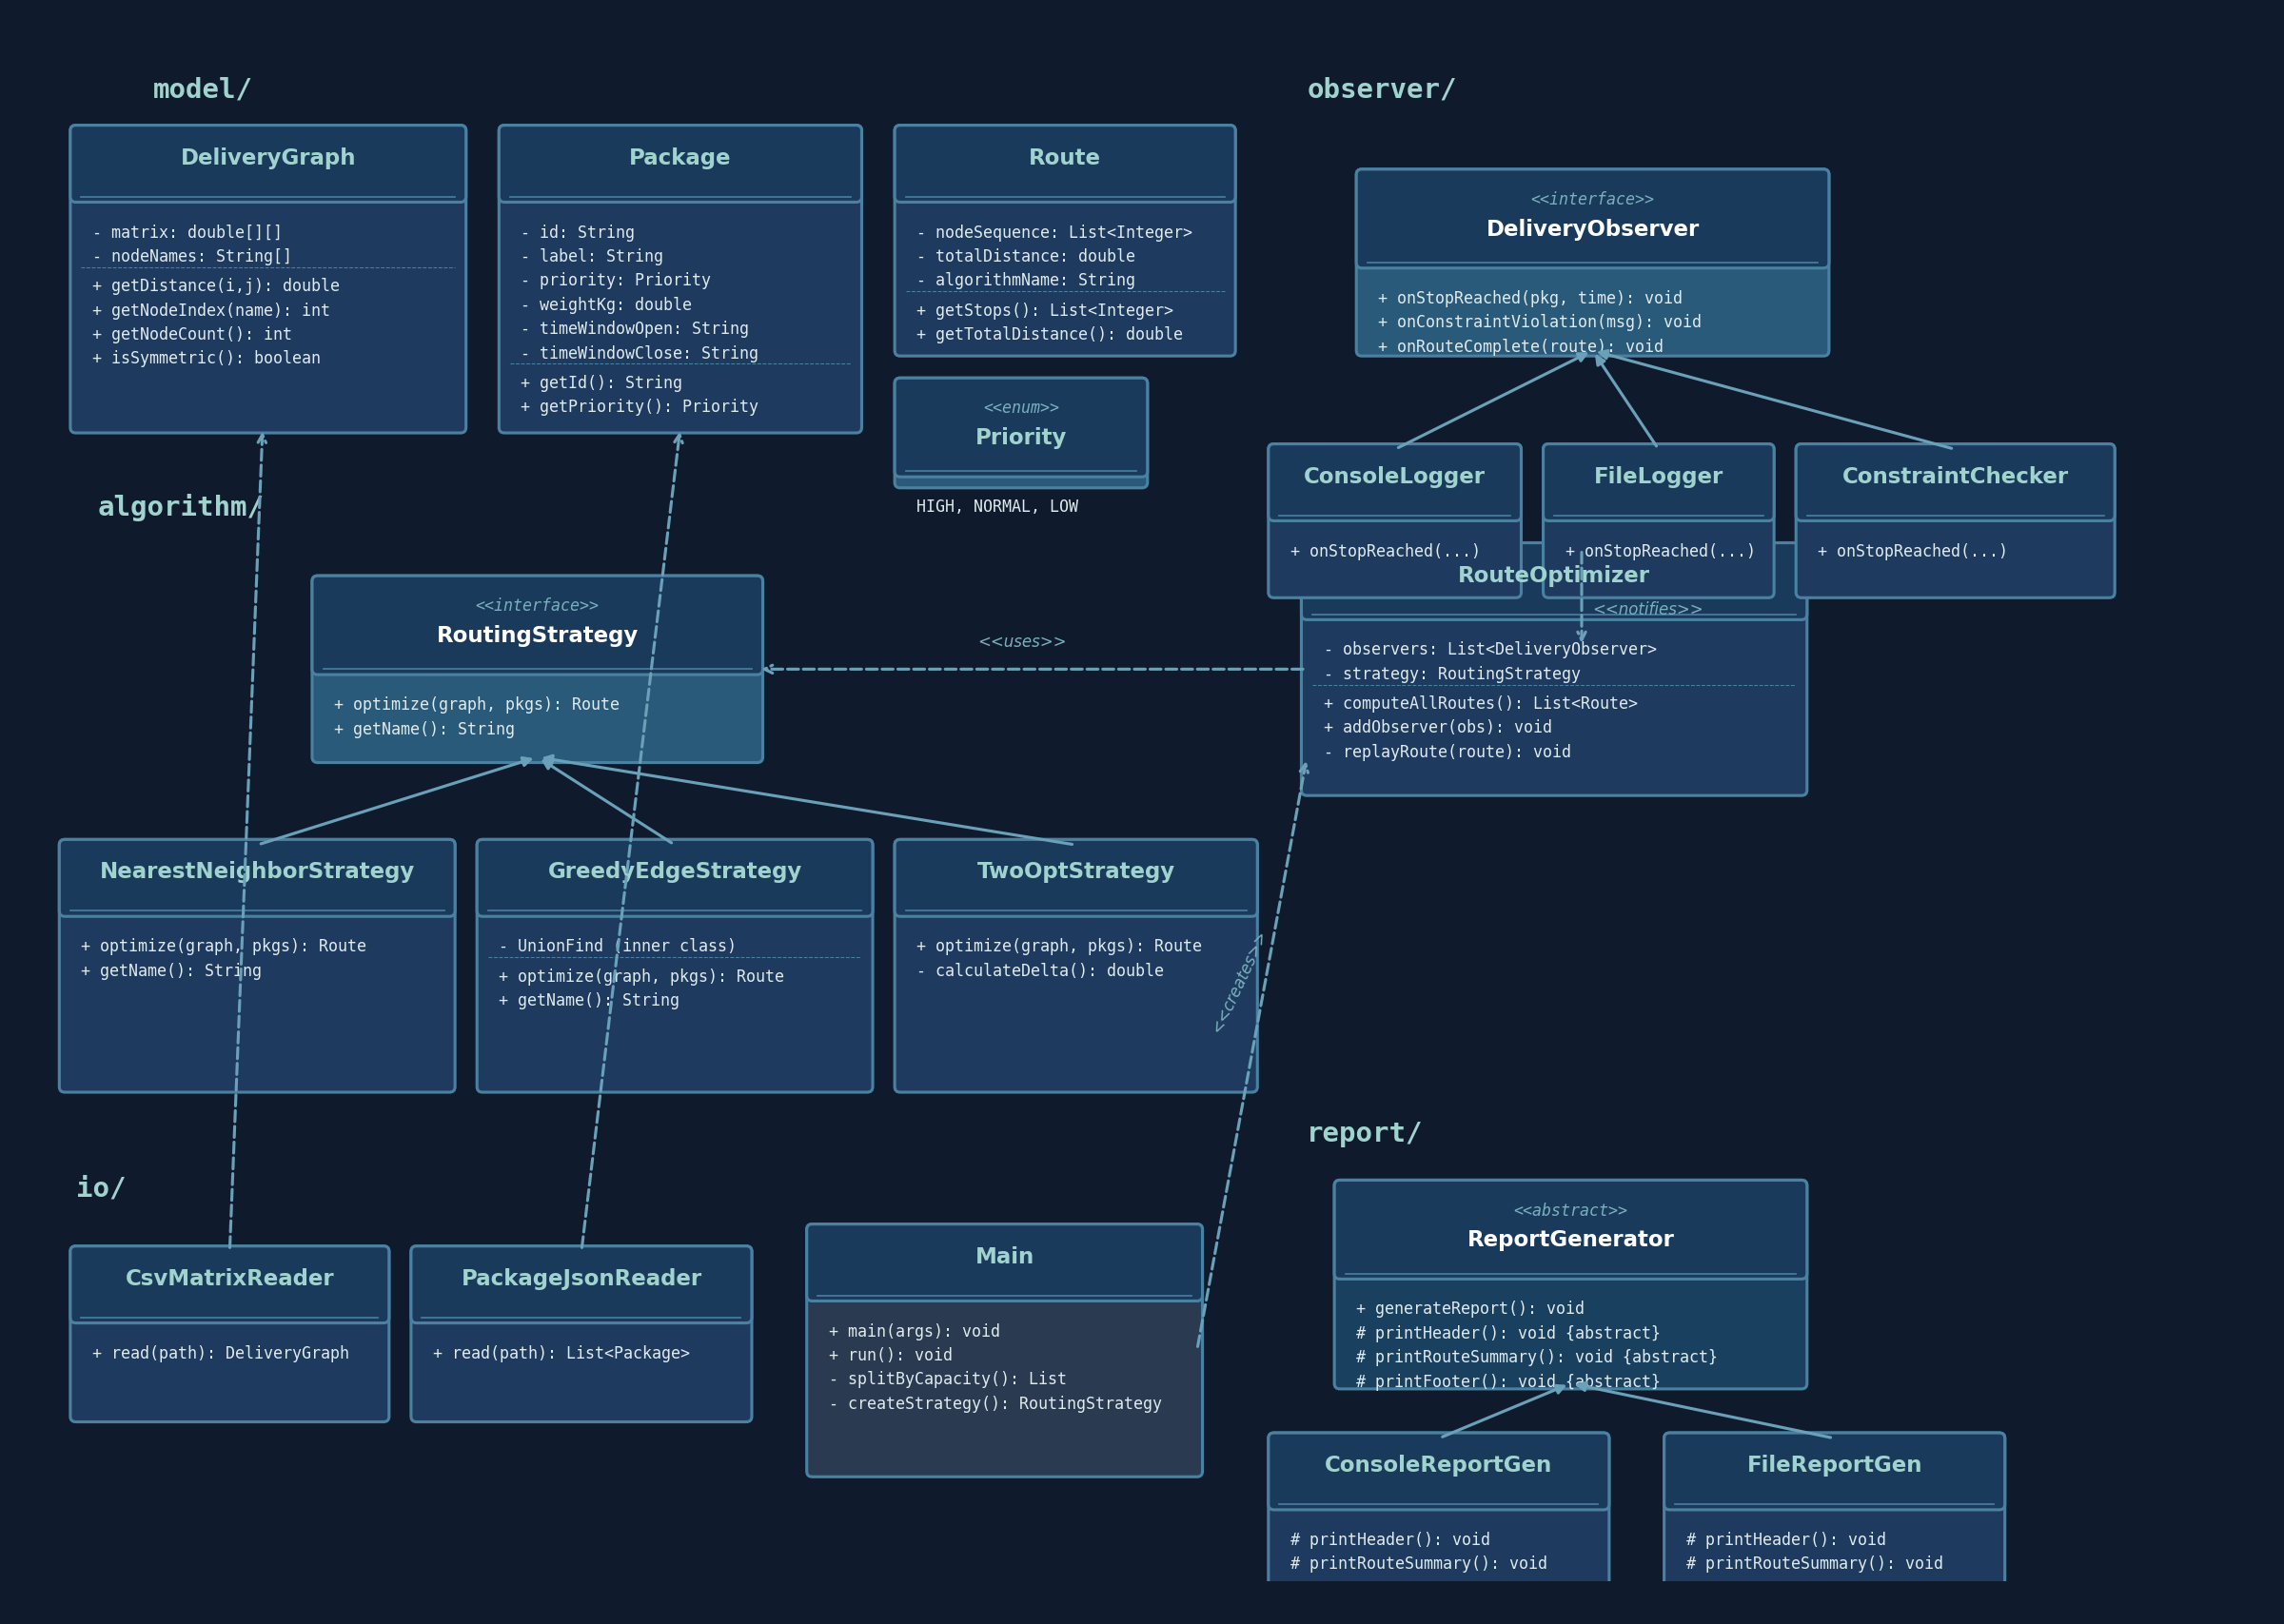 model/
DeliveryGraph
- matrix: double[][]
- nodeNames: String[]
+ getDistance(i,j): double
+ getNodeIndex(name): int
+ getNodeCount(): int
+ isSymmetric(): boolean
Package
- id: String
- label: String
- priority: Priority
- weightKg: double
- timeWindowOpen: String
- timeWindowClose: String
+ getId(): String
+ getPriority(): Priority
Route
- nodeSequence: List<Integer>
- totalDistance: double
- algorithmName: String
+ getStops(): List<Integer>
+ getTotalDistance(): double
<<enum>>
Priority
HIGH, NORMAL, LOW
observer/
<<interface>>
DeliveryObserver
+ onStopReached(pkg, time): void
+ onConstraintViolation(msg): void
+ onRouteComplete(route): void
ConsoleLogger
+ onStopReached(...)
FileLogger
+ onStopReached(...)
ConstraintChecker
+ onStopReached(...)
RouteOptimizer
<<notifies>>
- observers: List<DeliveryObserver>
- strategy: RoutingStrategy
+ computeAllRoutes(): List<Route>
+ addObserver(obs): void
- replayRoute(route): void
algorithm/
<<interface>>
RoutingStrategy
+ optimize(graph, pkgs): Route
+ getName(): String
<<uses>>
NearestNeighborStrategy
+ optimize(graph, pkgs): Route
+ getName(): String
GreedyEdgeStrategy
- UnionFind (inner class)
+ optimize(graph, pkgs): Route
+ getName(): String
TwoOptStrategy
+ optimize(graph, pkgs): Route
- calculateDelta(): double
<<creates>>
io/
CsvMatrixReader
+ read(path): DeliveryGraph
PackageJsonReader
+ read(path): List<Package>
Main
+ main(args): void
+ run(): void
- splitByCapacity(): List
- createStrategy(): RoutingStrategy
report/
<<abstract>>
ReportGenerator
+ generateReport(): void
# printHeader(): void {abstract}
# printRouteSummary(): void {abstract}
# printFooter(): void {abstract}
ConsoleReportGen
# printHeader(): void
# printRouteSummary(): void
FileReportGen
# printHeader(): void
# printRouteSummary(): void